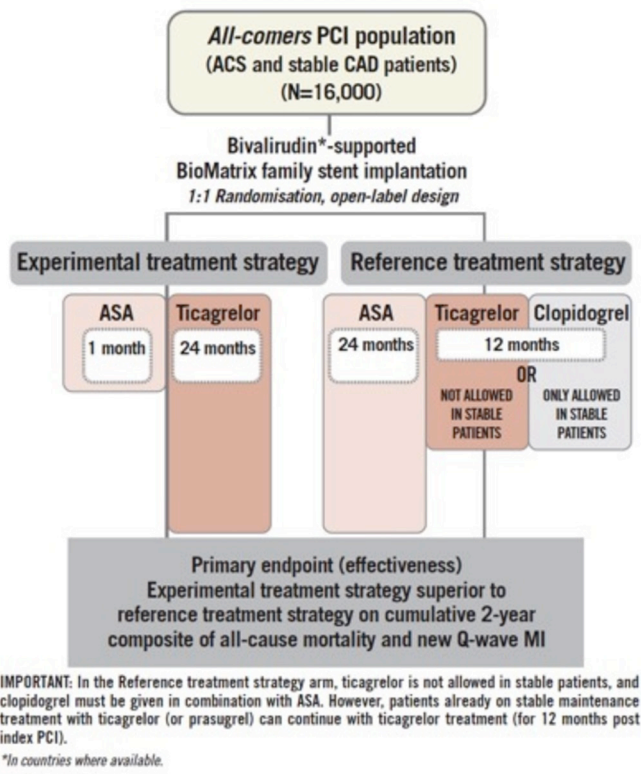 All-comers PCI population
(ACS and stable CAD patients)
(N=16,000)
Bivalirudin*-supported
BioMatrix family stent implantation
1:1 Randomisation, open-label design
Experimental treatment strategy
Reference treatment strategy
ASA
1 month
Ticagrelor
24 months
ASA
24 months
Ticagrelor
Clopidogrel
12 months
OR
NOT ALLOWED
IN STABLE
PATIENTS
ONLY ALLOWED
IN STABLE
PATIENTS
Primary endpoint (effectiveness)
Experimental treatment strategy superior to
reference treatment strategy on cumulative 2-year
composite of all-cause mortality and new Q-wave MI
IMPORTANT: In the Reference treatment strategy arm, ticagrelor is not allowed in stable patients, and
clopidogrel must be given in combination with ASA. However, patients already on stable maintenance
treatment with ticagrelor (or prasugrel) can continue with ticagrelor treatment (for 12 months post
index PCI).
*In countries where available.